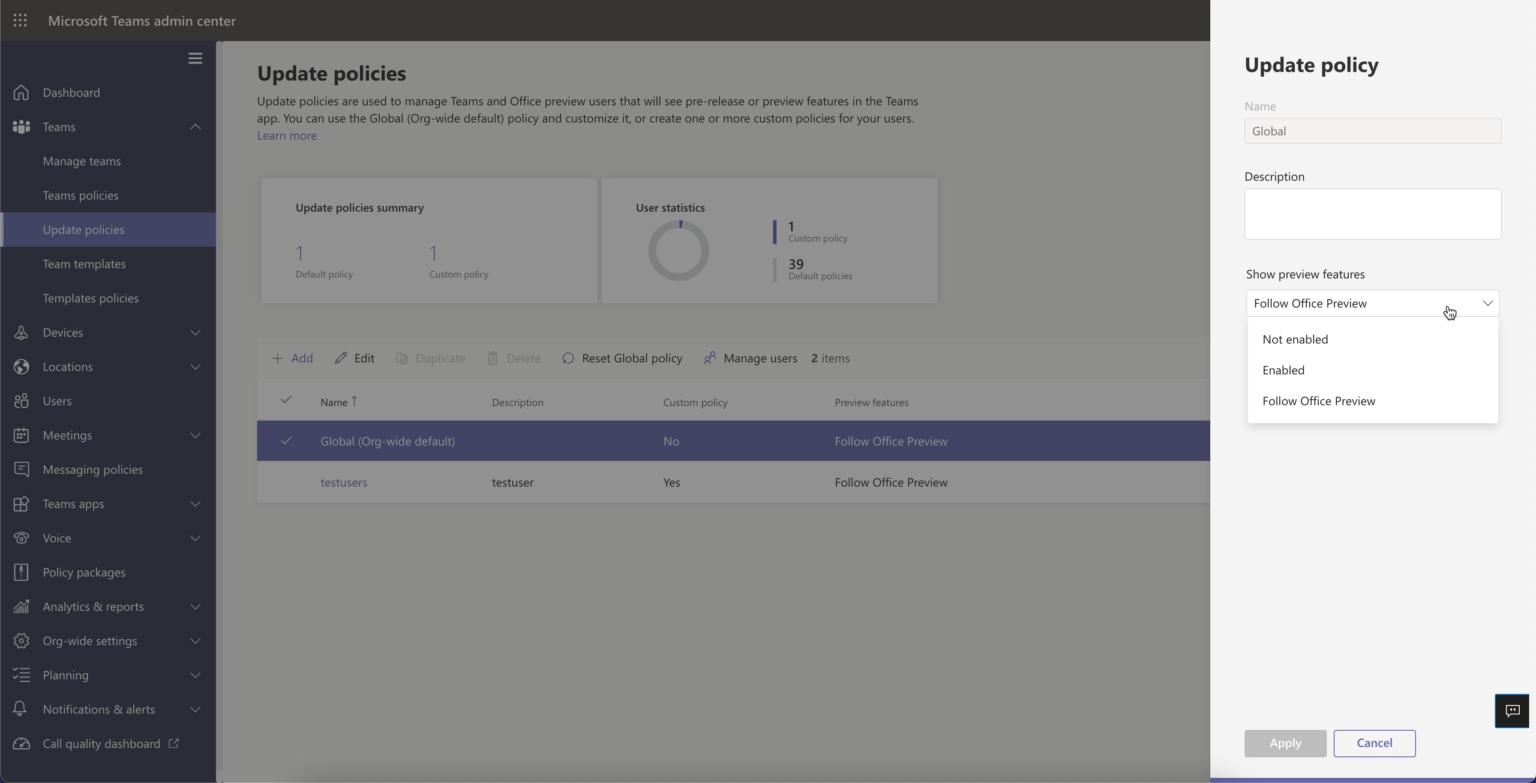 Microsoft Teams admin center
Dashboard
Teams
Manage teams
Teams policies
Update policies
Team templates
Templates policies
Devices
Locations
Users
Meetings
Messaging policies
Teams apps
Voice
Policy packages
Analytics & reports
Org-wide settings
Planning
Notifications & alerts
Call quality dashboard
Update policies
Update policies are used to manage Teams and Office preview users that will see pre-release or preview features in the Teams
app. You can use the Global (Org-wide default) policy and customize it, or create one or more custom policies for your users.
Learn more
Update policies summary
1
Default policy
1
Custom policy
User statistics
1
Custom policy
39
Default policies
Add Edit Duplicate Delete Reset Global policy Manage users 2 items
Name ↑ Description Custom policy Preview features
Global (Org-wide default) No Follow Office Preview
testusers testuser Yes Follow Office Preview
Update policy
Name
Global
Description
Show preview features
Follow Office Preview
Not enabled
Enabled
Follow Office Preview
Apply Cancel